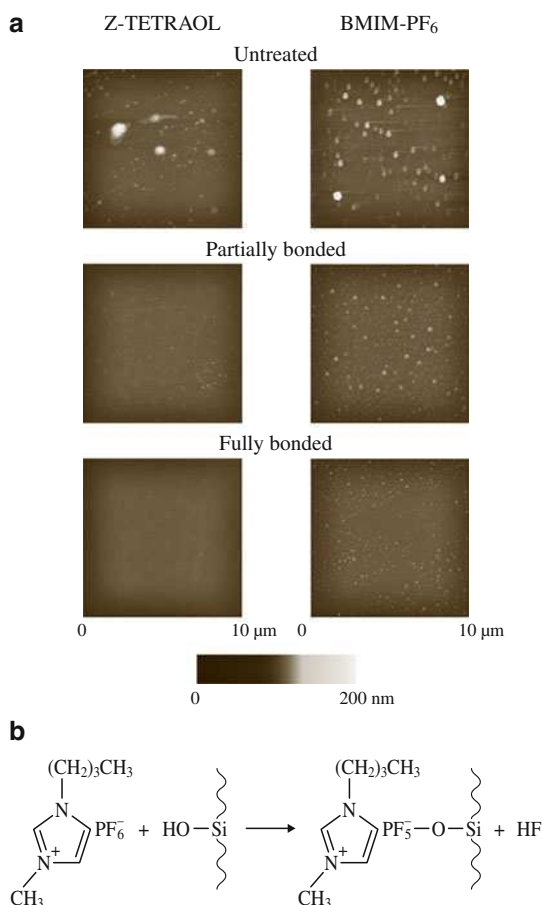 a
Z-TETRAOL BMIM-PF₆
Untreated
Partially bonded
Fully bonded
0 10 μm 0 10 μm
0 200 nm
b
(CH₂)₃CH₃ (CH₂)₃CH₃
N N
PF₆⁻ + HO–Si PF₅⁻–O–Si + HF
N⁺ N⁺
CH₃ CH₃